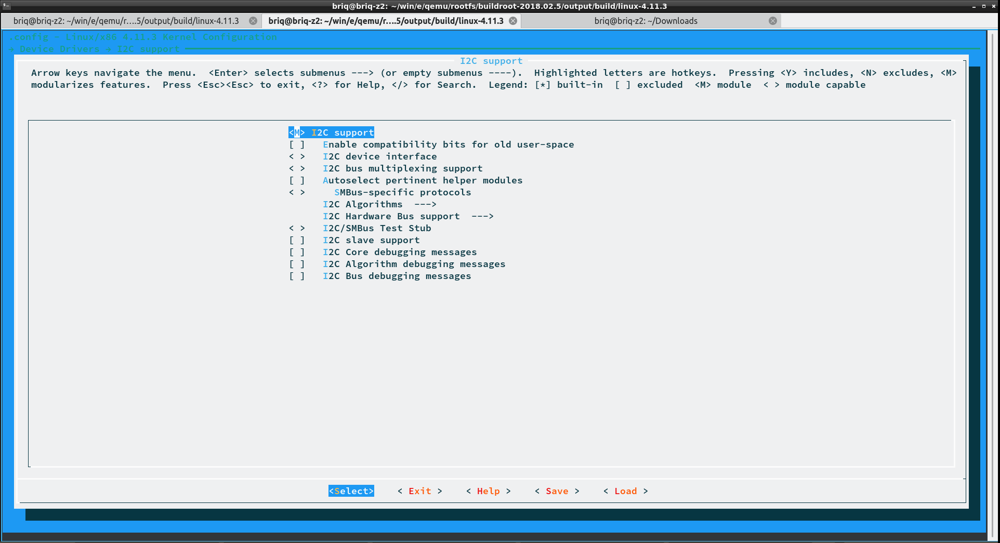 briq@briq-z2: ~/win/e/qemu/rootfs/buildroot-2018.02.5/output/build/linux-4.11.3
briq@briq-z2: ~/win/e/qemu/r….5/output/build/linux-4.11.3 briq@briq-z2: ~/win/e/qemu/r….5/output/build/linux-4.11.3 briq@briq-z2: ~/Downloads
.config - Linux/x86 4.11.3 Kernel Configuration
→ Device Drivers → I2C support
I2C support
Arrow keys navigate the menu.  <Enter> selects submenus ---> (or empty submenus ----).  Highlighted letters are hotkeys.  Pressing <Y> includes, <N> excludes, <M>
modularizes features.  Press <Esc><Esc> to exit, <?> for Help, </> for Search.  Legend: [*] built-in  [ ] excluded  <M> module  < > module capable
<M> I2C support
[ ]   Enable compatibility bits for old user-space
< >   I2C device interface
< >   I2C bus multiplexing support
[ ]   Autoselect pertinent helper modules
< >     SMBus-specific protocols
I2C Algorithms  --->
I2C Hardware Bus support  --->
< >   I2C/SMBus Test Stub
[ ]   I2C slave support
[ ]   I2C Core debugging messages
[ ]   I2C Algorithm debugging messages
[ ]   I2C Bus debugging messages
<Select>    < Exit >    < Help >    < Save >    < Load >